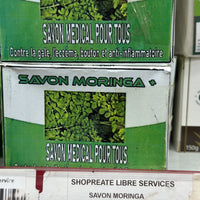 SAVON MEDICAL POUR TOUS
Contre la gale, l'eczema, bouton et anti-inflammatoire
SAVON MORINGA +
SAVON MEDICAL POUR TOUS
150g
SHOPREATE LIBRE SERVICES
SAVON MORINGA